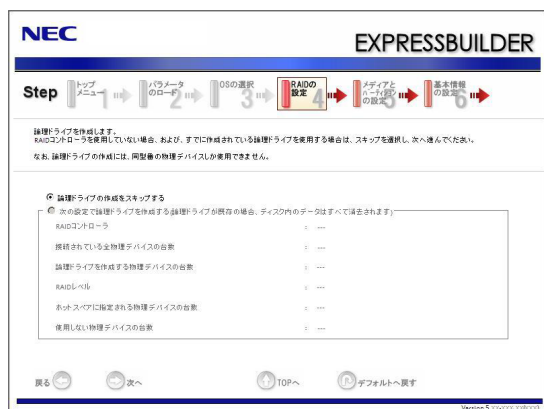 NEC
EXPRESSBUILDER
Step
トップ
メニュー
1
パラメータ
のロード
2
OSの選択
3
RAIDの
設定
4
メディアと
パーティション
の設定
5
基本情報
の設定
6
論理ドライブを作成します。
RAIDコントローラを使用していない場合、および、すでに作成されている論理ドライブを使用する場合は、スキップを選択し、次へ進んでください。
なお、論理ドライブの作成には、同型番の物理デバイスしか使用できません。
論理ドライブの作成をスキップする
次の設定で論理ドライブを作成する(論理ドライブが既存の場合、ディスク内のデータはすべて消去されます)
RAIDコントローラ : ---
接続されている全物理デバイスの台数 : ---
論理ドライブを作成する物理デバイスの台数 : ---
RAIDレベル : ---
ホットスペアに指定される物理デバイスの台数 : ---
使用しない物理デバイスの台数 : ---
戻る 次へ TOPへ デフォルトへ戻す
Version 5